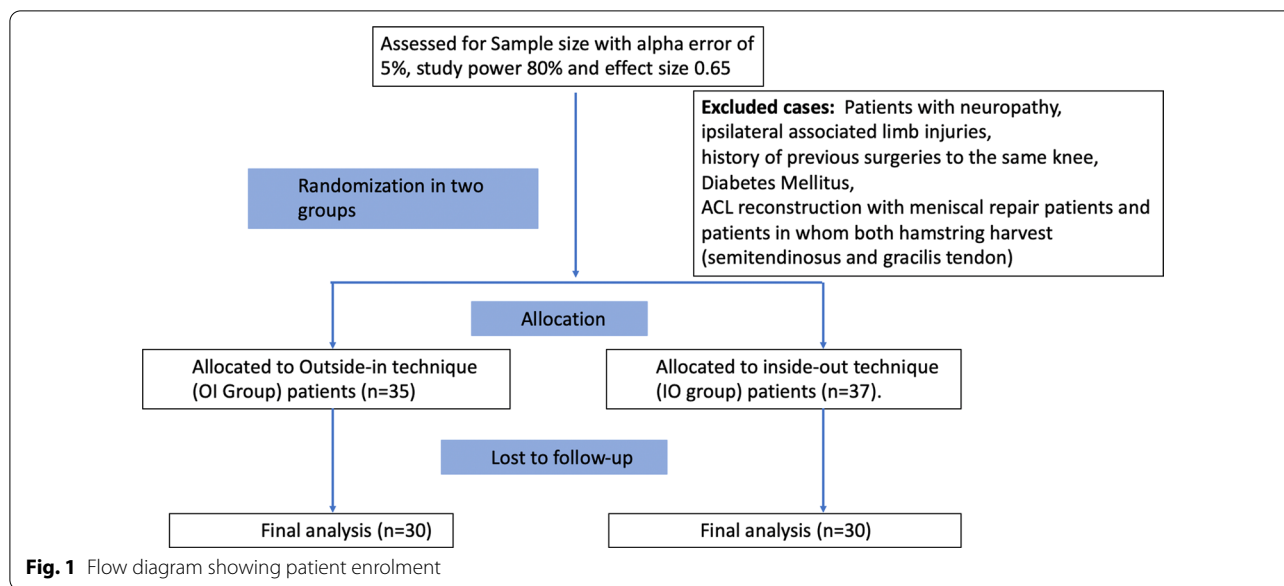 Assessed for Sample size with alpha error of
5%, study power 80% and effect size 0.65
Excluded cases: Patients with neuropathy,
ipsilateral associated limb injuries,
history of previous surgeries to the same knee,
Diabetes Mellitus,
ACL reconstruction with meniscal repair patients and
patients in whom both hamstring harvest
(semitendinosus and gracilis tendon)
Randomization in two
groups
Allocation
Allocated to Outside-in technique
(OI Group) patients (n=35)
Allocated to inside-out technique
(IO group) patients (n=37).
Lost to follow-up
Final analysis (n=30)
Final analysis (n=30)
Fig. 1 Flow diagram showing patient enrolment